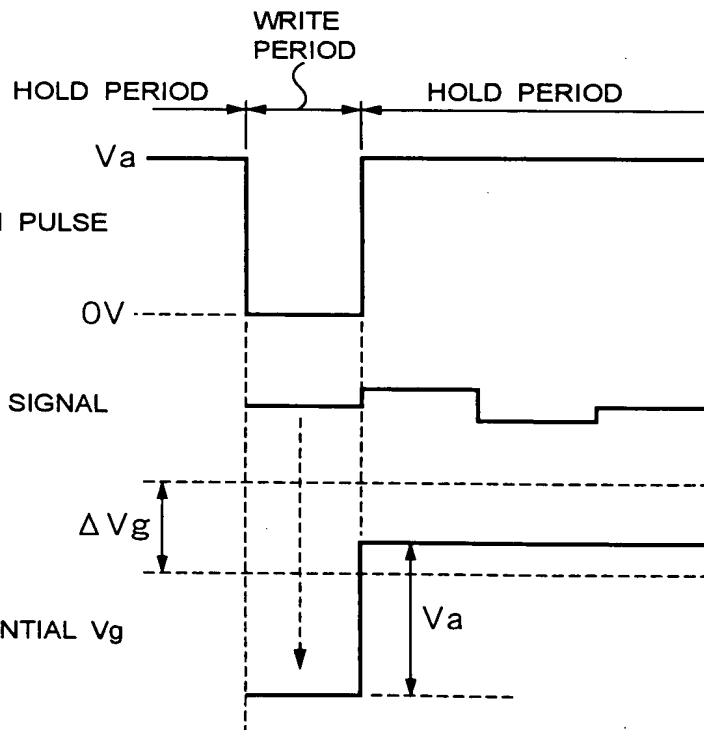 WRITE
PERIOD
HOLD PERIOD
HOLD PERIOD
Va
PULSE
0V
SIGNAL
ΔVg
Va
NTIAL Vg